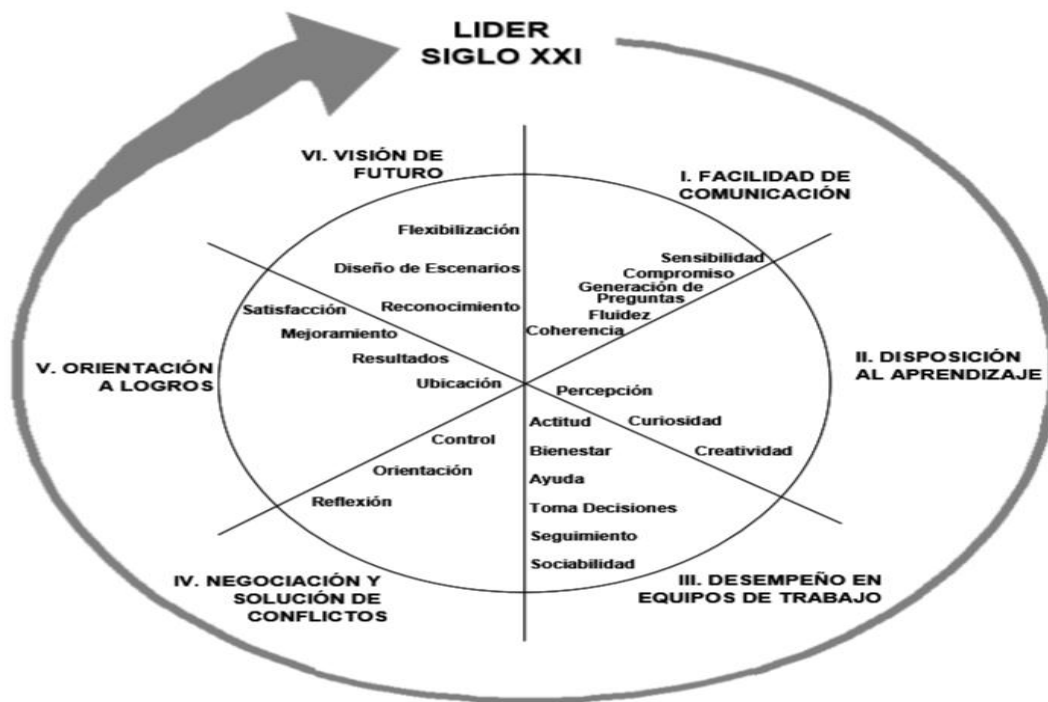 LIDER
SIGLO XXI
VI. VISIÓN DE
FUTURO
I. FACILIDAD DE
COMUNICACIÓN
Flexibilización
Diseño de Escenarios
Reconocimiento
Sensibilidad
Compromiso
Generación de
Preguntas
Fluidez
Coherencia
Satisfacción
Mejoramiento
Resultados
Ubicación
V. ORIENTACIÓN
A LOGROS
II. DISPOSICIÓN
AL APRENDIZAJE
Percepción
Curiosidad
Creatividad
Actitud
Bienestar
Ayuda
Toma Decisiones
Seguimiento
Sociabilidad
Control
Orientación
Reflexión
IV. NEGOCIACIÓN Y
SOLUCIÓN DE
CONFLICTOS
III. DESEMPEÑO EN
EQUIPOS DE TRABAJO